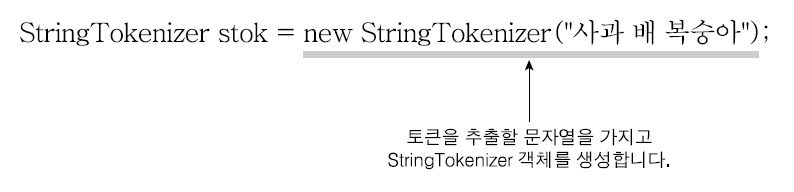 StringTokenizer stok = new StringTokenizer("사과 배 복숭아");
토큰을 추출할 문자열을 가지고
StringTokenizer 객체를 생성합니다.